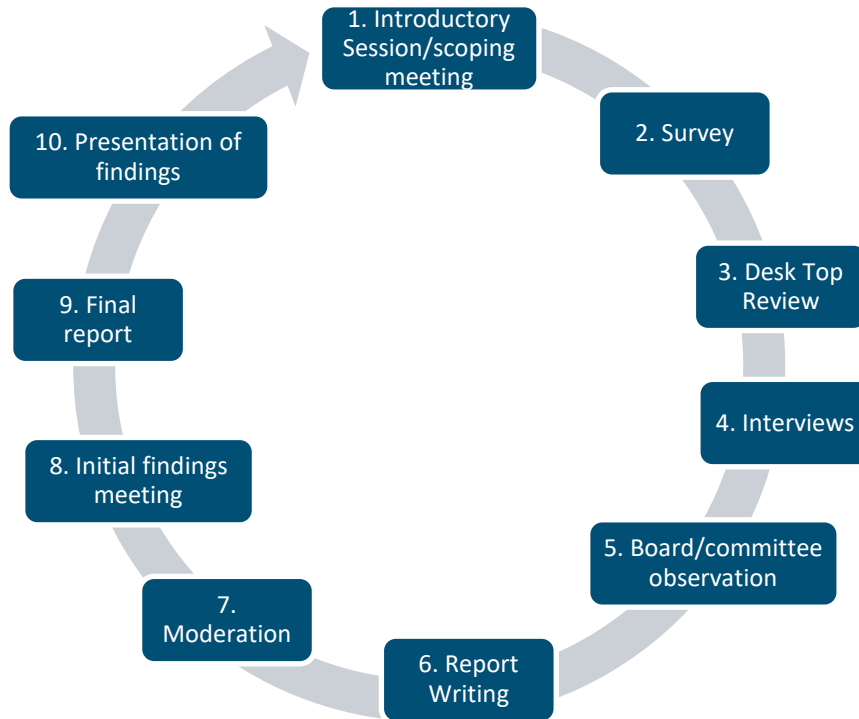 1. Introductory
Session/scoping
meeting
2. Survey
3. Desk Top
Review
4. Interviews
5. Board/committee
observation
6. Report
Writing
7.
Moderation
8. Initial findings
meeting
9. Final
report
10. Presentation of
findings